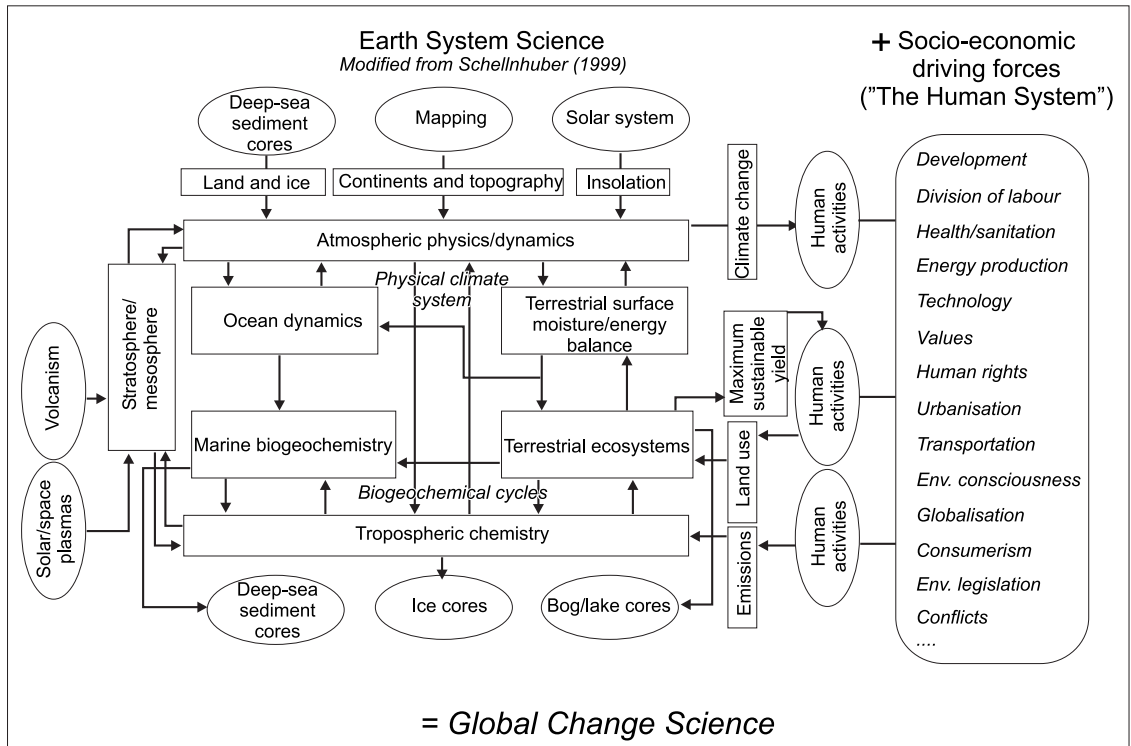 Earth System Science
Modified from Schellnhuber (1999)
+ Socio-economic
driving forces
("The Human System")
Deep-sea
sediment
cores
Mapping
Solar system
Land and ice
Continents and topography
Insolation
Atmospheric physics/dynamics
Climate change
Human
activities
Physical climate
system
Stratosphere/
mesosphere
Ocean dynamics
Terrestrial surface
moisture/energy
balance
Volcanism
Maximum
sustainable
yield
Human
activities
Marine biogeochemistry
Terrestrial ecosystems
Land use
Biogeochemical cycles
Solar/space
plasmas
Tropospheric chemistry
Emissions
Human
activities
Deep-sea
sediment
cores
Ice cores
Bog/lake cores
Development
Division of labour
Health/sanitation
Energy production
Technology
Values
Human rights
Urbanisation
Transportation
Env. consciousness
Globalisation
Consumerism
Env. legislation
Conflicts
....
= Global Change Science